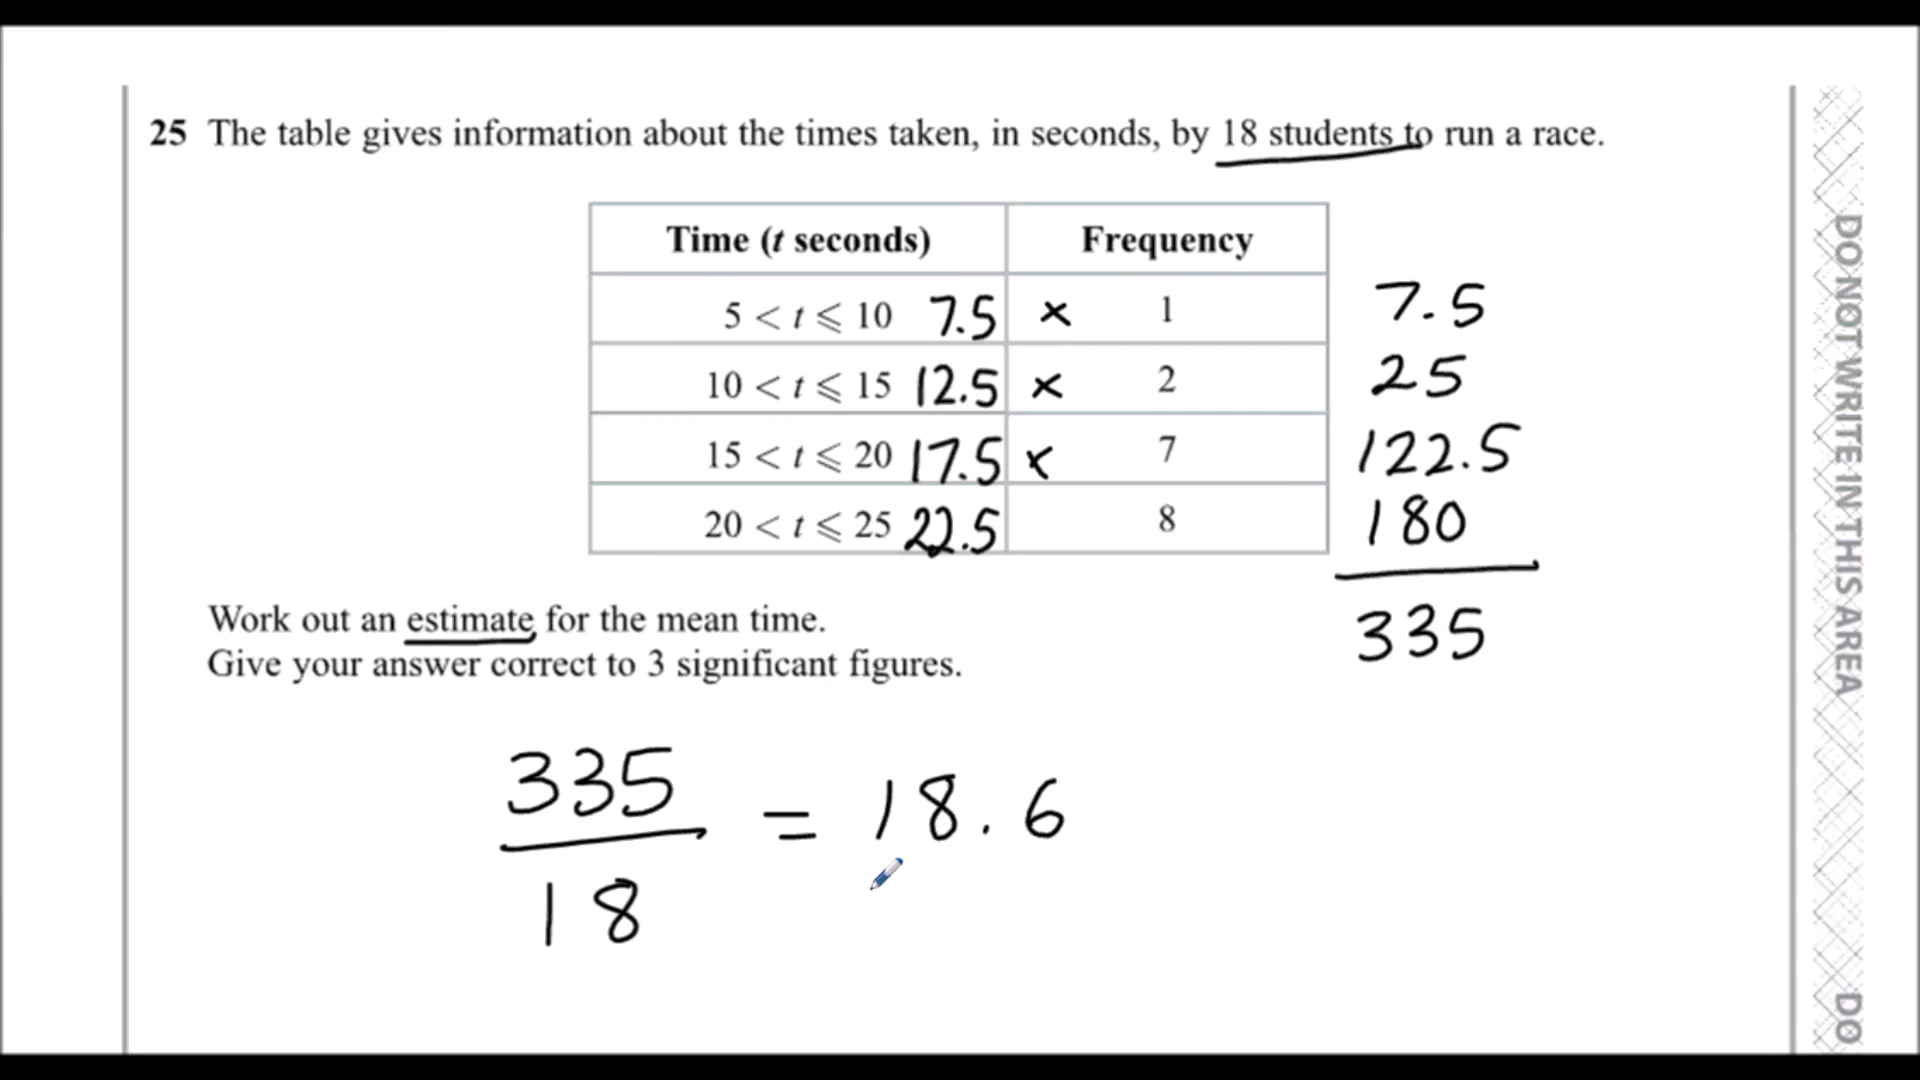 25 The table gives information about the times taken, in seconds, by 18 students to run a race.
Time (t seconds) Frequency
5 < t ⩽ 10 7.5 × 1 7.5
10 < t ⩽ 15 12.5 × 2 25
15 < t ⩽ 20 17.5 × 7 122.5
20 < t ⩽ 25 22.5 8 180
335
Work out an estimate for the mean time.
Give your answer correct to 3 significant figures.
335
= 18.6
18
DO NOT WRITE IN THIS AREA
DO